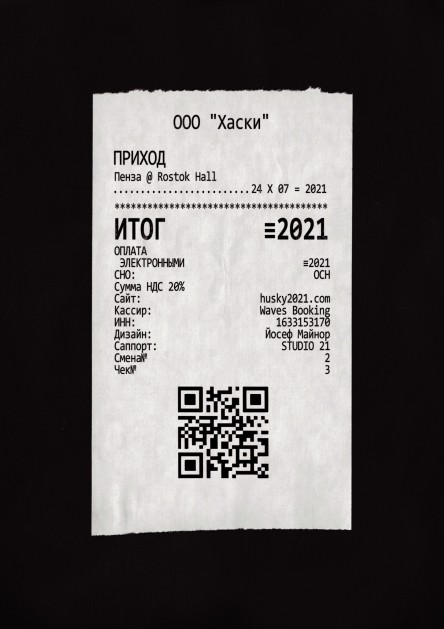 ООО "Хаски"
ПРИХОД
Пенза @ Rostok Hall
.........................24 X 07 = 2021
****************************************
ИТОГ ≡2021
ОПЛАТА
ЭЛЕКТРОННЫМИ ≡2021
СНО: ОСН
Сумма НДС 20%
Сайт: husky2021.com
Кассир: Waves Booking
ИНН: 1633153170
Дизайн: Йосеф Майнор
Саппорт: STUDIO 21
Смена№ 2
Чек№ 3